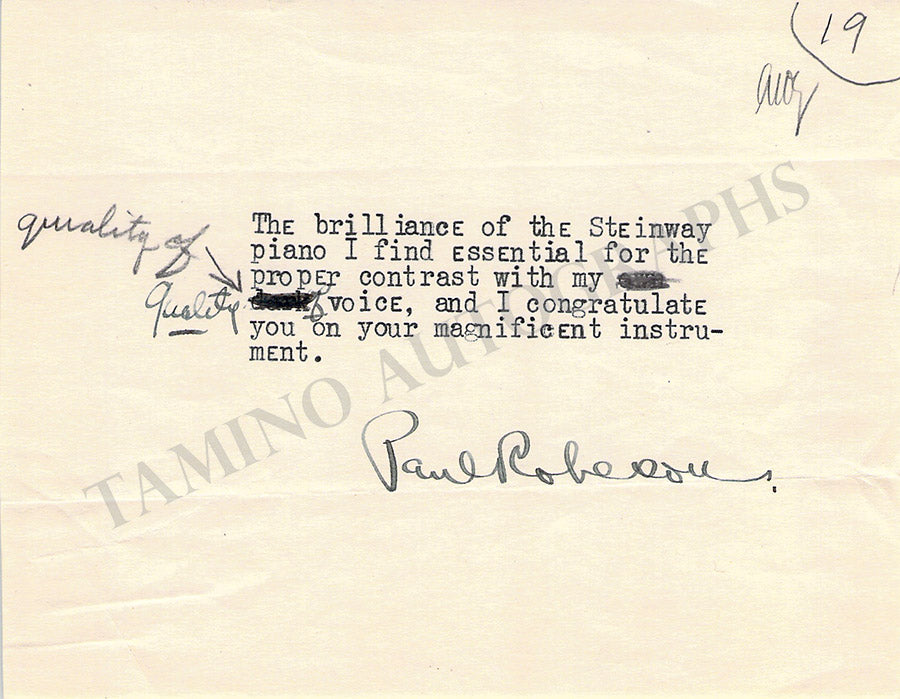 19
quality of
The brilliance of the Steinway
piano I find essential for the
proper contrast with my
Quality of voice, and I congratulate
you on your magnificent instru-
ment.
Paul Robeson.
TAMINO AUTOGRAPHS